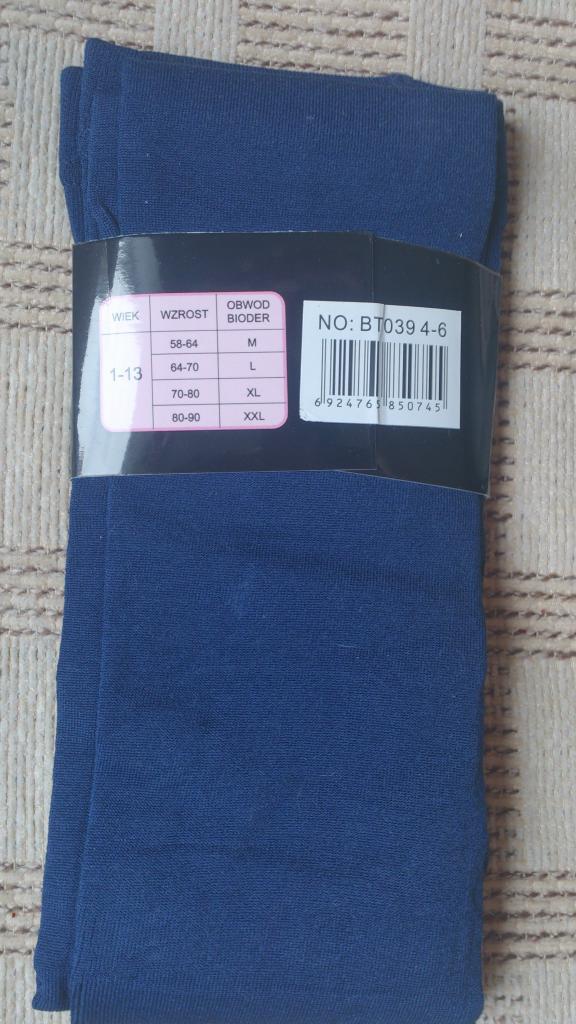 WIEK WZROST OBWOD BIODER
1-13
58-64 M
64-70 L
70-80 XL
80-90 XXL
NO: BT039 4-6
6 924765 850745